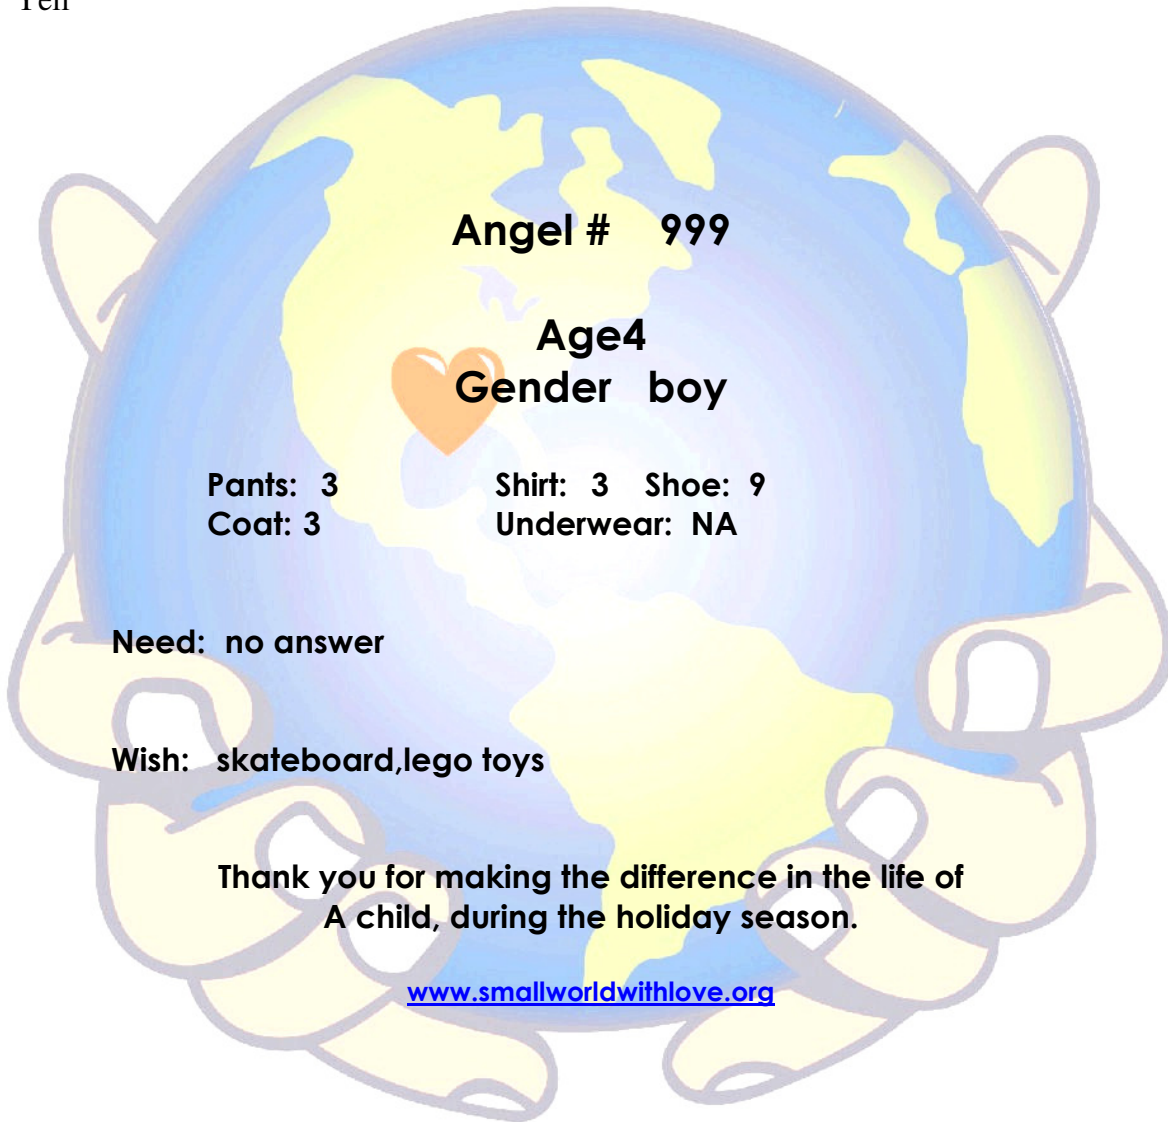 Angel # 999
Age4
Gender boy
Pants: 3 Shirt: 3 Shoe: 9
Coat: 3 Underwear: NA
Need: no answer
Wish: skateboard,lego toys
Thank you for making the difference in the life of
A child, during the holiday season.
www.smallworldwithlove.org